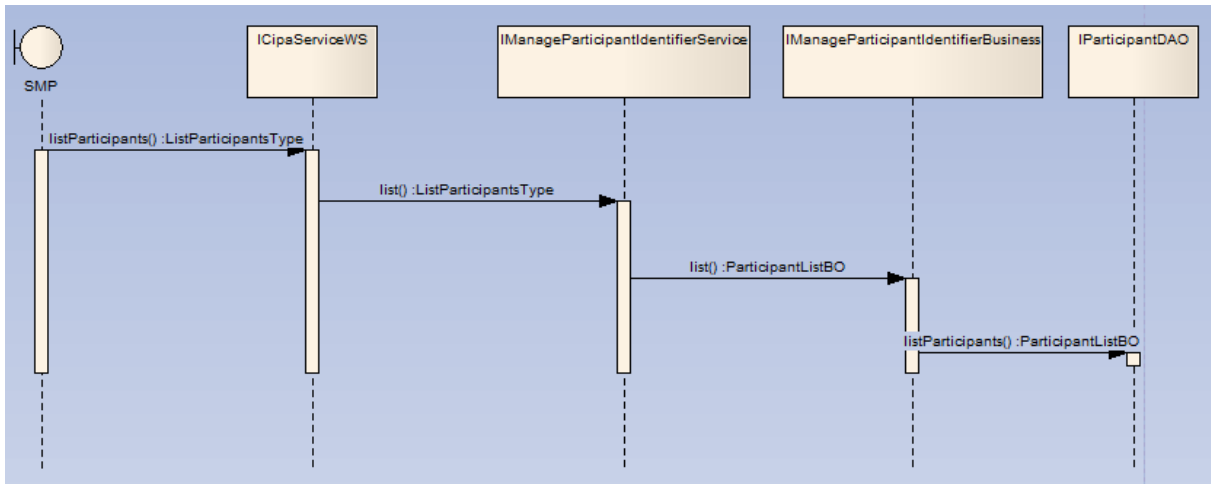 SMP
ICipaServiceWS
IManageParticipantIdentifierService
IManageParticipantIdentifierBusiness
IParticipantDAO
listParticipants() :ListParticipantsType
list() :ListParticipantsType
list() :ParticipantListBO
listParticipants() :ParticipantListBO